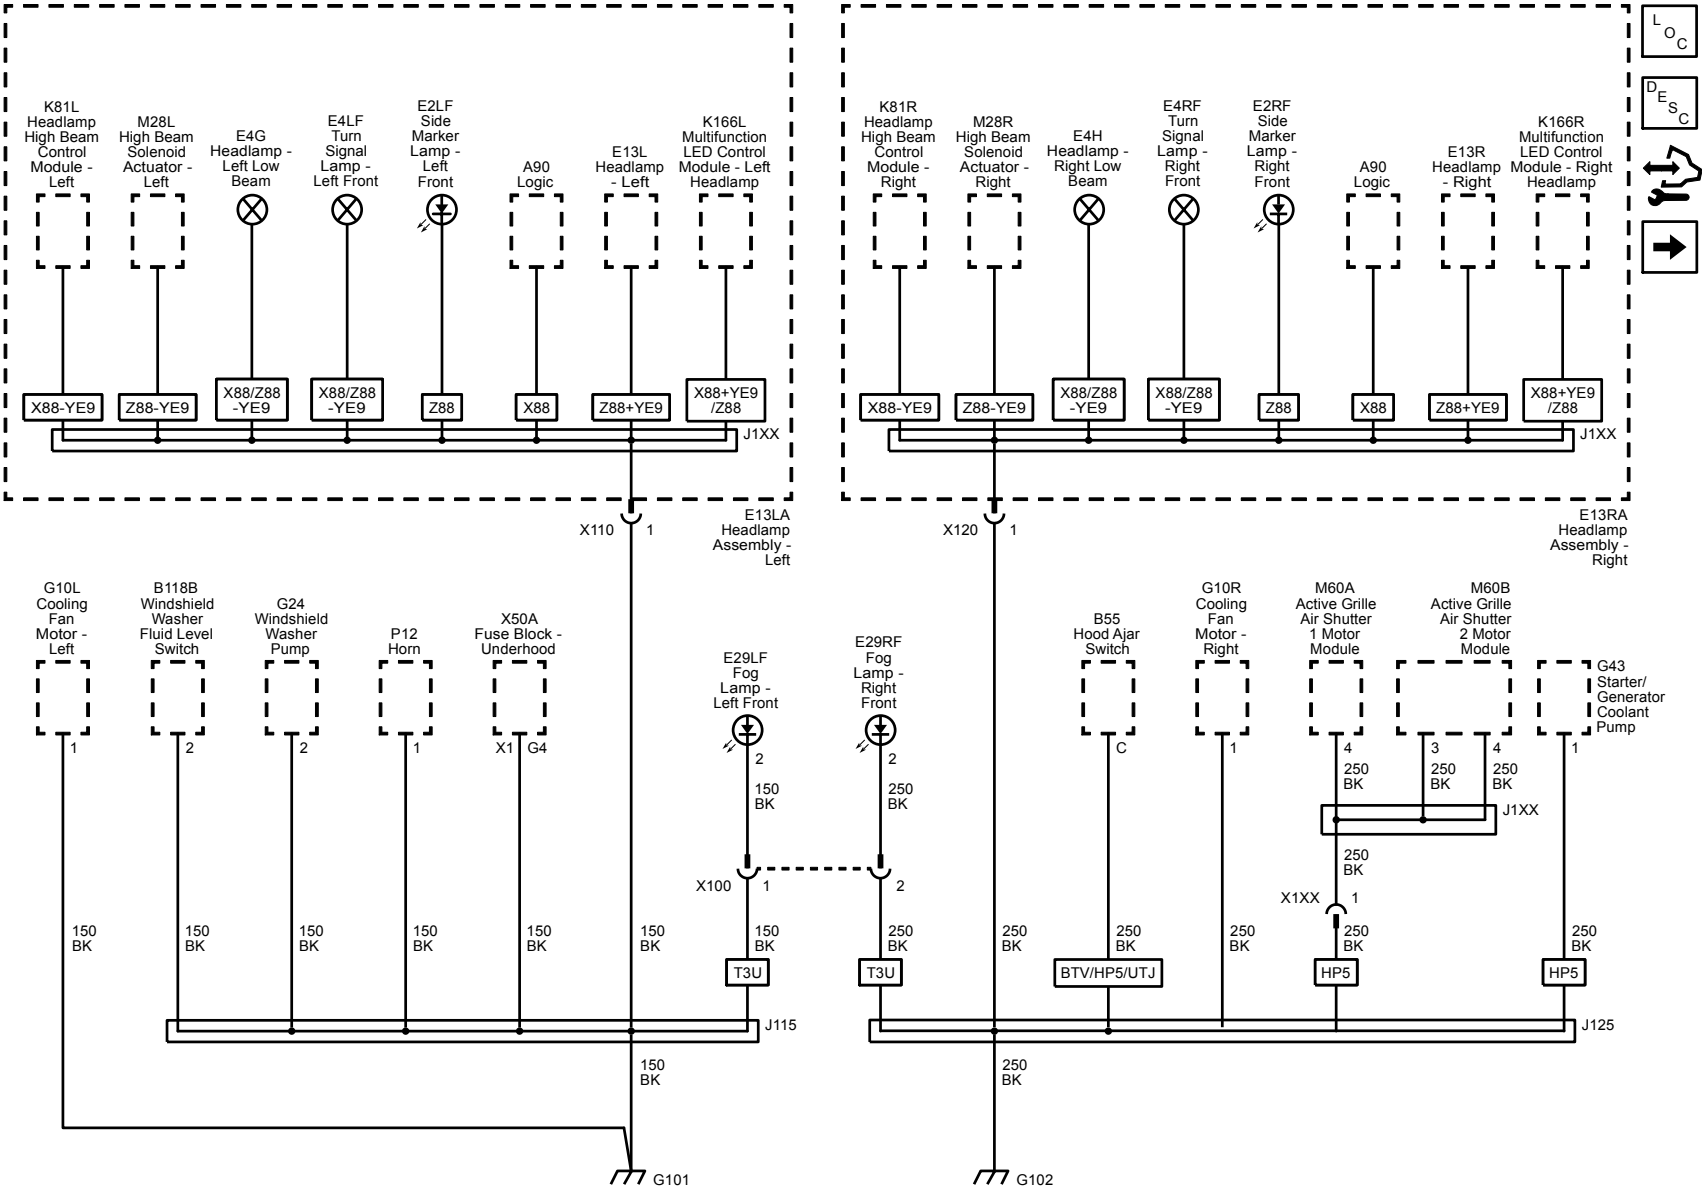 L
O
C
D
E
S
C
K81L
Headlamp
High Beam
Control
Module -
Left
M28L
High Beam
Solenoid
Actuator -
Left
E4G
Headlamp -
Left Low
Beam
E4LF
Turn
Signal
Lamp -
Left Front
E2LF
Side
Marker
Lamp -
Left
Front
A90
Logic
E13L
Headlamp
- Left
K166L
Multifunction
LED Control
Module - Left
Headlamp
K81R
Headlamp
High Beam
Control
Module -
Right
M28R
High Beam
Solenoid
Actuator -
Right
E4H
Headlamp -
Right Low
Beam
E4RF
Turn
Signal
Lamp -
Right
Front
E2RF
Side
Marker
Lamp -
Right
Front
A90
Logic
E13R
Headlamp
- Right
K166R
Multifunction
LED Control
Module - Right
Headlamp
X88-YE9
Z88-YE9
X88/Z88
-YE9
X88/Z88
-YE9
Z88
X88
Z88+YE9
X88+YE9
/Z88
J1XX
X88-YE9
Z88-YE9
X88/Z88
-YE9
X88/Z88
-YE9
Z88
X88
Z88+YE9
X88+YE9
/Z88
J1XX
X110
1
E13LA
Headlamp
Assembly -
Left
X120
1
E13RA
Headlamp
Assembly -
Right
G10L
Cooling
Fan
Motor -
Left
B118B
Windshield
Washer
Fluid Level
Switch
G24
Windshield
Washer
Pump
P12
Horn
X50A
Fuse Block -
Underhood
E29LF
Fog
Lamp -
Left Front
E29RF
Fog
Lamp -
Right
Front
B55
Hood Ajar
Switch
G10R
Cooling
Fan
Motor -
Right
M60A
Active Grille
Air Shutter
1 Motor
Module
M60B
Active Grille
Air Shutter
2 Motor
Module
G43
Starter/
Generator
Coolant
Pump
1
2
2
1
X1
G4
2
2
C
1
4
3
4
1
150
BK
250
BK
250
BK
250
BK
250
BK
J1XX
250
BK
X100
1
2
X1XX
1
150
BK
150
BK
150
BK
150
BK
150
BK
150
BK
150
BK
250
BK
250
BK
250
BK
250
BK
250
BK
250
BK
T3U
T3U
BTV/HP5/UTJ
HP5
HP5
J115
J125
150
BK
250
BK
G101
G102